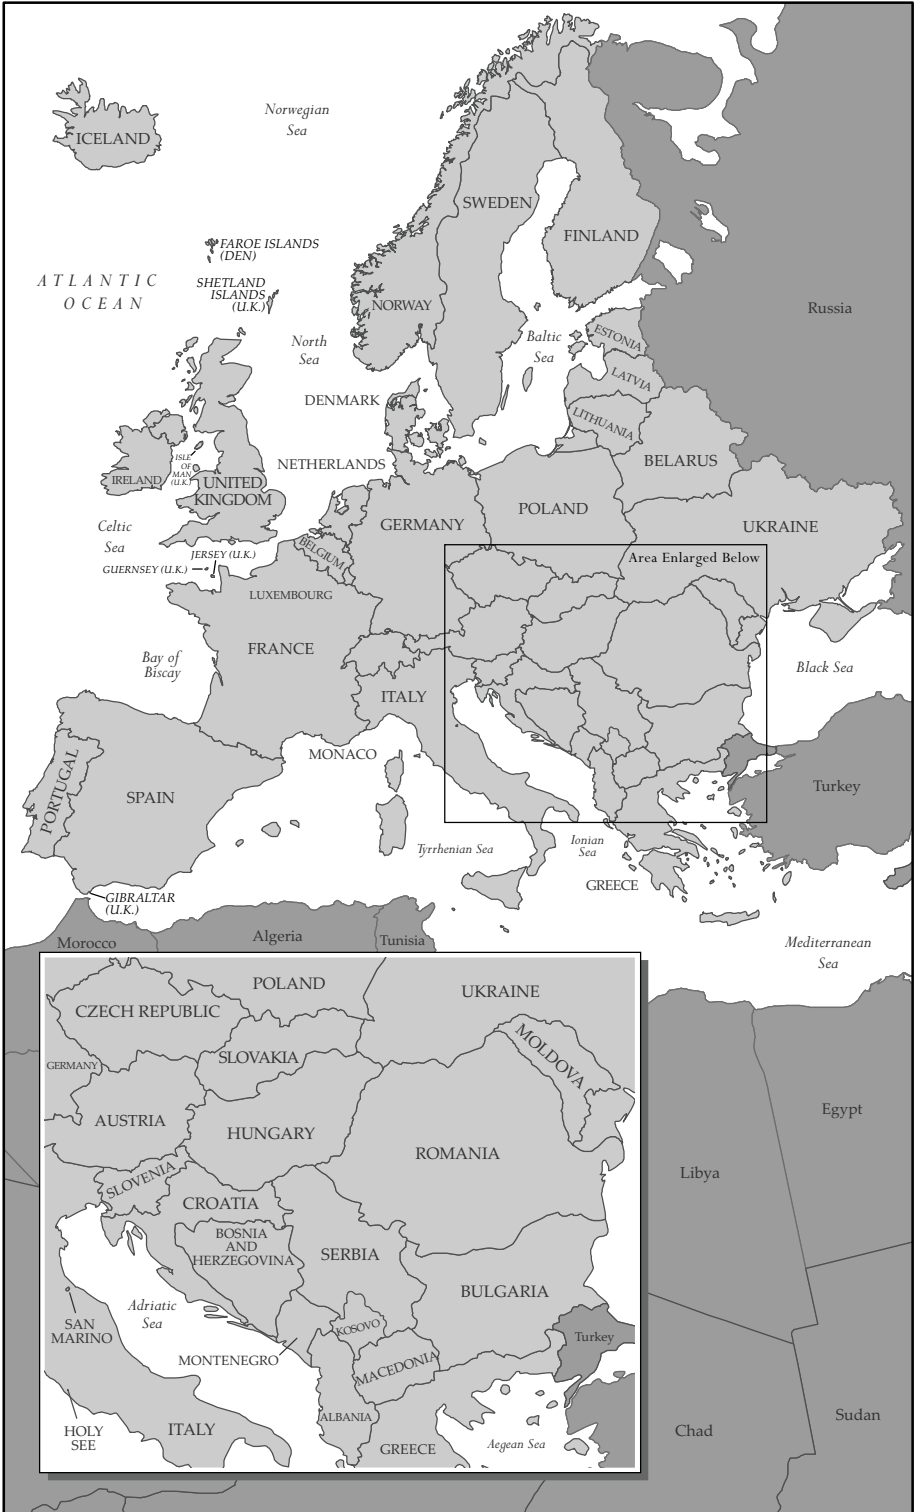 Norwegian
Sea
ICELAND
SWEDEN
FINLAND
FAROE ISLANDS
(DEN)
ATLANTIC
OCEAN
SHETLAND
ISLANDS
(U.K.)
NORWAY
Russia
North
Sea
Baltic
Sea
ESTONIA
LATVIA
DENMARK
LITHUANIA
ISLE
OF
MAN
(U.K.)
NETHERLANDS
BELARUS
IRELAND
UNITED
KINGDOM
POLAND
GERMANY
UKRAINE
Celtic
Sea
BELGIUM
JERSEY (U.K.)
GUERNSEY (U.K.)
Area Enlarged Below
LUXEMBOURG
FRANCE
Bay of
Biscay
Black Sea
ITALY
MONACO
PORTUGAL
SPAIN
Turkey
Tyrrhenian Sea
Ionian
Sea
GREECE
GIBRALTAR
(U.K.)
Morocco
Algeria
Tunisia
Mediterranean
Sea
POLAND
UKRAINE
CZECH REPUBLIC
SLOVAKIA
MOLDOVA
GERMANY
AUSTRIA
HUNGARY
ROMANIA
Egypt
Libya
SLOVENIA
CROATIA
BOSNIA
AND
HERZEGOVINA
SERBIA
BULGARIA
Adriatic
Sea
SAN
MARINO
KOSOVO
Turkey
MONTENEGRO
MACEDONIA
ALBANIA
HOLY
SEE
ITALY
GREECE
Aegean Sea
Chad
Sudan